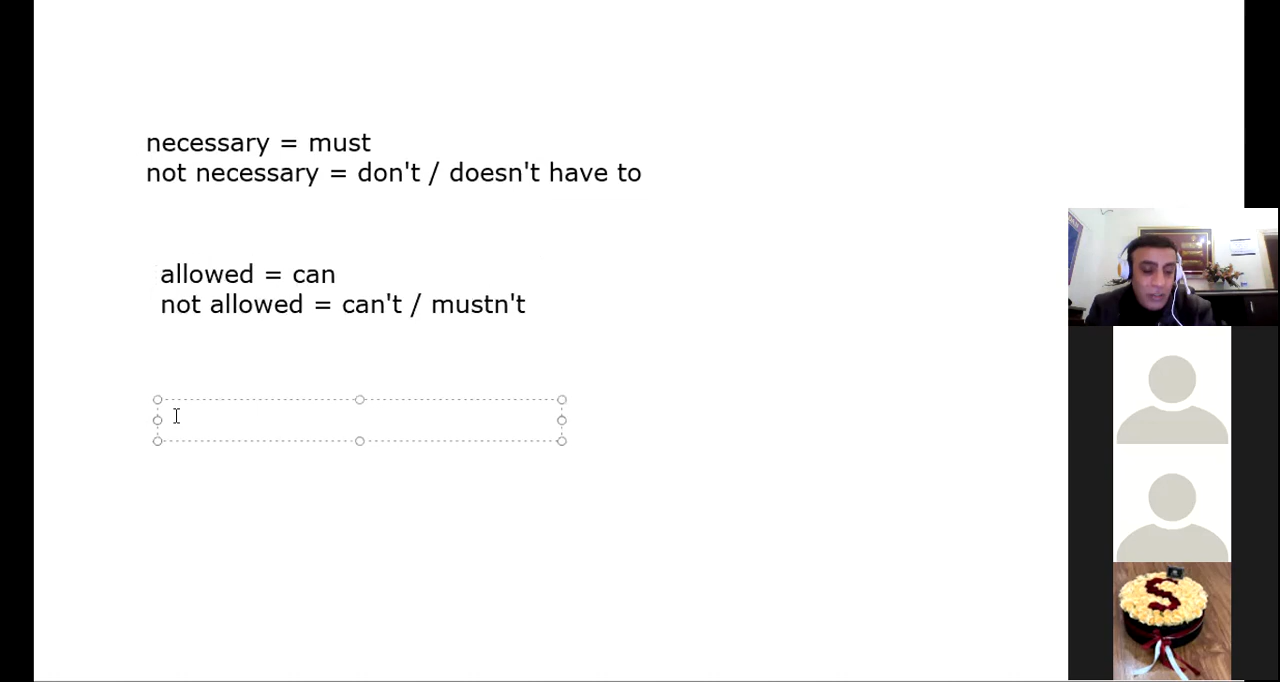 necessary = must
not necessary = don't / doesn't have to
allowed = can
not allowed = can't / mustn't
S